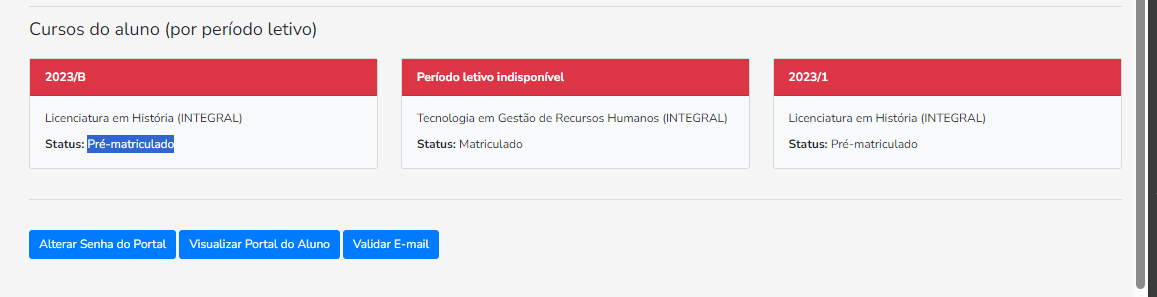 Cursos do aluno (por período letivo)
2023/B
Licenciatura em História (INTEGRAL)
Status: Pré-matriculado
Período letivo indisponível
Tecnologia em Gestão de Recursos Humanos (INTEGRAL)
Status: Matriculado
2023/1
Licenciatura em História (INTEGRAL)
Status: Pré-matriculado
Alterar Senha do Portal
Visualizar Portal do Aluno
Validar E-mail